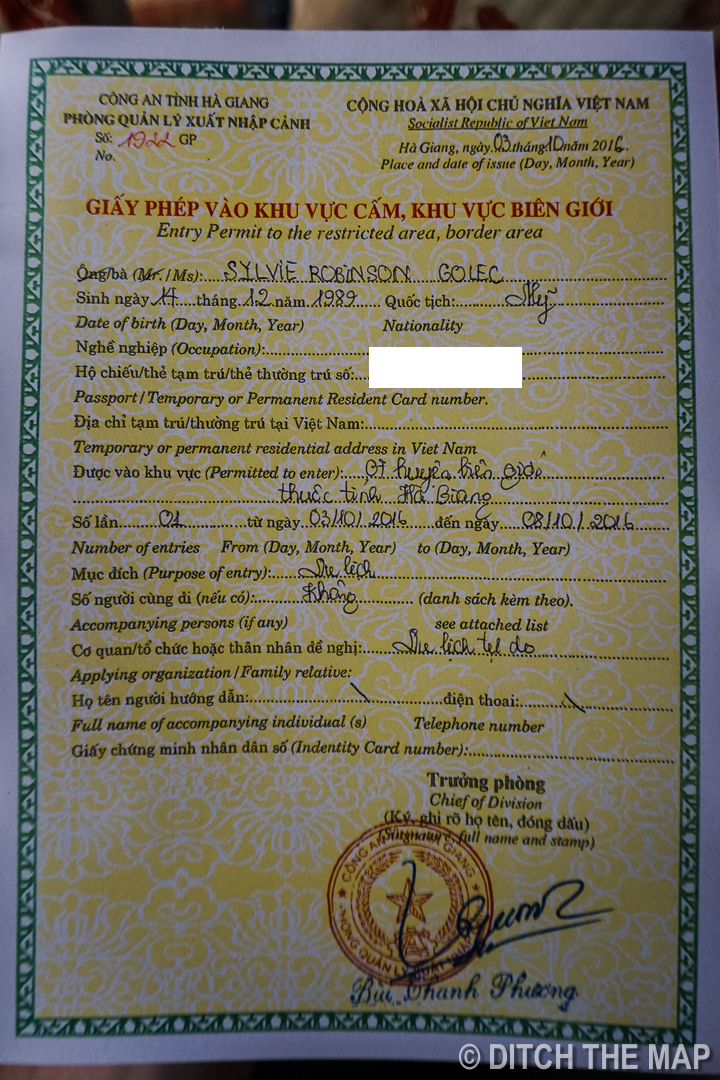 CÔNG AN TỈNH HÀ GIANG
PHÒNG QUẢN LÝ XUẤT NHẬP CẢNH
Số: 1922 GP
No.
CỘNG HOÀ XÃ HỘI CHỦ NGHĨA VIỆT NAM
Socialist Republic of Viet Nam
Hà Giang, ngày 03 tháng 10 năm 2016.
Place and date of issue (Day, Month, Year)
GIẤY PHÉP VÀO KHU VỰC CẤM, KHU VỰC BIÊN GIỚI
Entry Permit to the restricted area, border area
Ông/bà (Mr. / Ms): SYLVIE ROBINSON GOLEC
Sinh ngày 14 tháng 12 năm 1989 Quốc tịch: Mỹ
Date of birth (Day, Month, Year) Nationality
Nghề nghiệp (Occupation):
Hộ chiếu/thẻ tạm trú/thẻ thường trú số:
Passport / Temporary or Permanent Resident Card number.
Địa chỉ tạm trú/thường trú tại Việt Nam:
Temporary or permanent residential address in Viet Nam
Được vào khu vực (Permitted to enter): 07 huyện biên giới
thuộc tỉnh Hà Giang
Số lần 01 từ ngày 03/10/2016 đến ngày 08/10/2016
Number of entries From (Day, Month, Year) to (Day, Month, Year)
Mục đích (Purpose of entry): Du lịch
Số người cùng đi (nếu có): Không (danh sách kèm theo).
Accompanying persons (if any) see attached list
Cơ quan/tổ chức hoặc thân nhân đề nghị: Du lịch tự do
Applying organization / Family relative:
Họ tên người hướng dẫn: \ điện thoại: \
Full name of accompanying individual (s) Telephone number
Giấy chứng minh nhân dân số (Indentity Card number):
Trưởng phòng
Chief of Division
(Ký, ghi rõ họ tên, đóng dấu)
(Singnature, full name and stamp)
CÔNG AN HÀ GIANG
PHÒNG QUẢN LÝ XUẤT NHẬP
Bùi Thanh Phương
© DITCH THE MAP